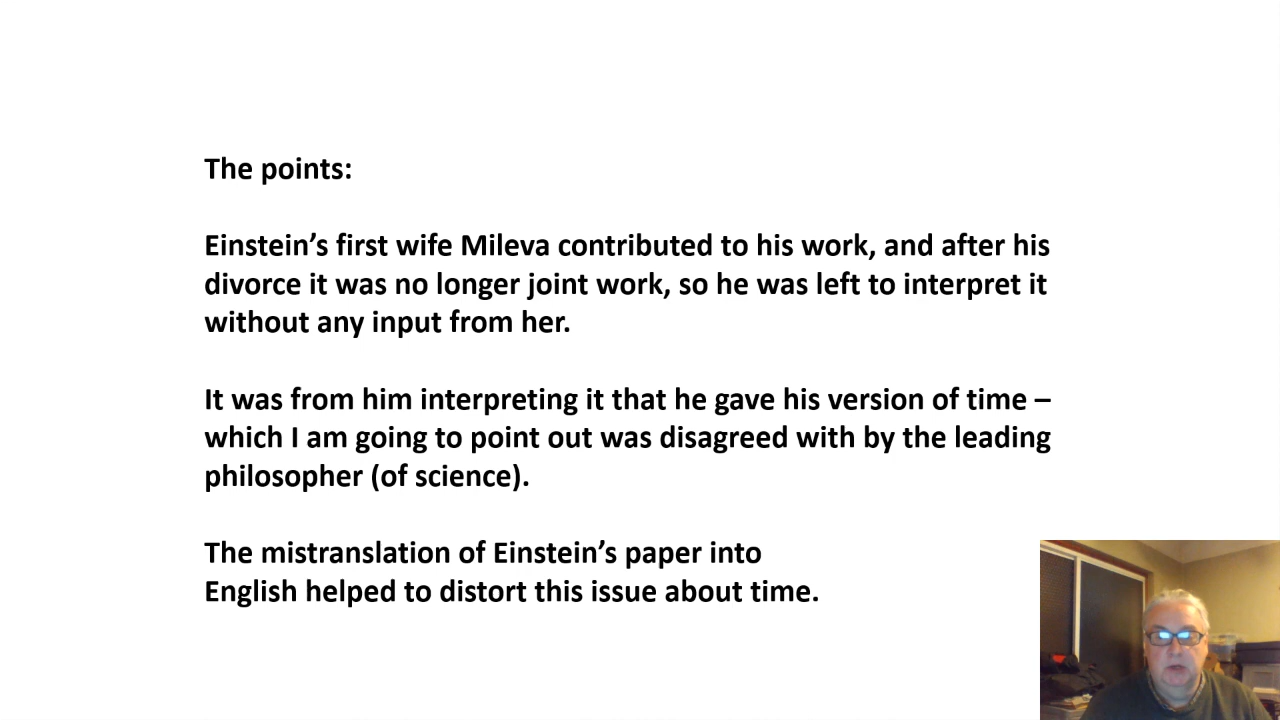 The points:
Einstein’s first wife Mileva contributed to his work, and after his
divorce it was no longer joint work, so he was left to interpret it
without any input from her.
It was from him interpreting it that he gave his version of time –
which I am going to point out was disagreed with by the leading
philosopher (of science).
The mistranslation of Einstein’s paper into
English helped to distort this issue about time.